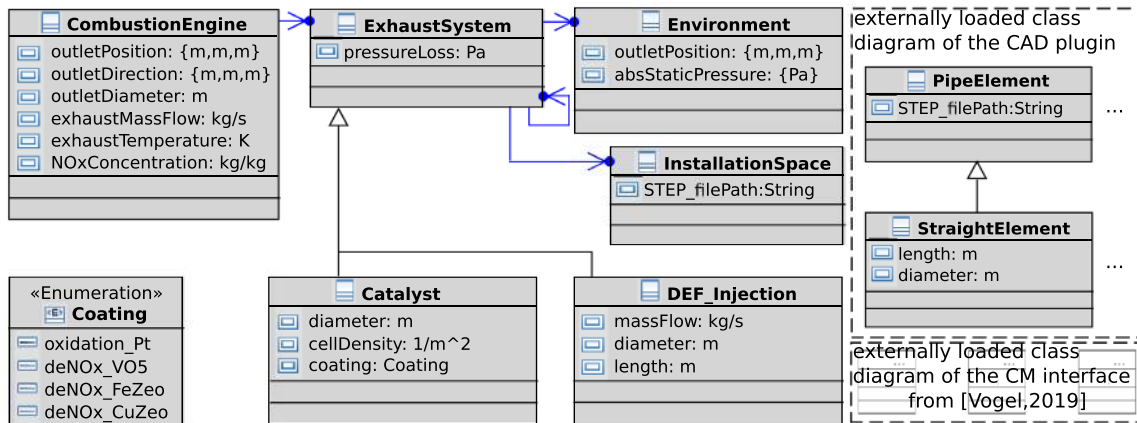 CombustionEngine
outletPosition: {m,m,m}
outletDirection: {m,m,m}
outletDiameter: m
exhaustMassFlow: kg/s
exhaustTemperature: K
NOxConcentration: kg/kg
ExhaustSystem
pressureLoss: Pa
Environment
outletPosition: {m,m,m}
absStaticPressure: {Pa}
InstallationSpace
STEP_filePath:String
externally loaded class
diagram of the CAD plugin
PipeElement
STEP_filePath:String
...
StraightElement
length: m
diameter: m
...
«Enumeration»
Coating
oxidation_Pt
deNOx_VO5
deNOx_FeZeo
deNOx_CuZeo
Catalyst
diameter: m
cellDensity: 1/m^2
coating: Coating
DEF_Injection
massFlow: kg/s
diameter: m
length: m
externally loaded class
diagram of the CM interface
from [Vogel,2019]
... ... ...